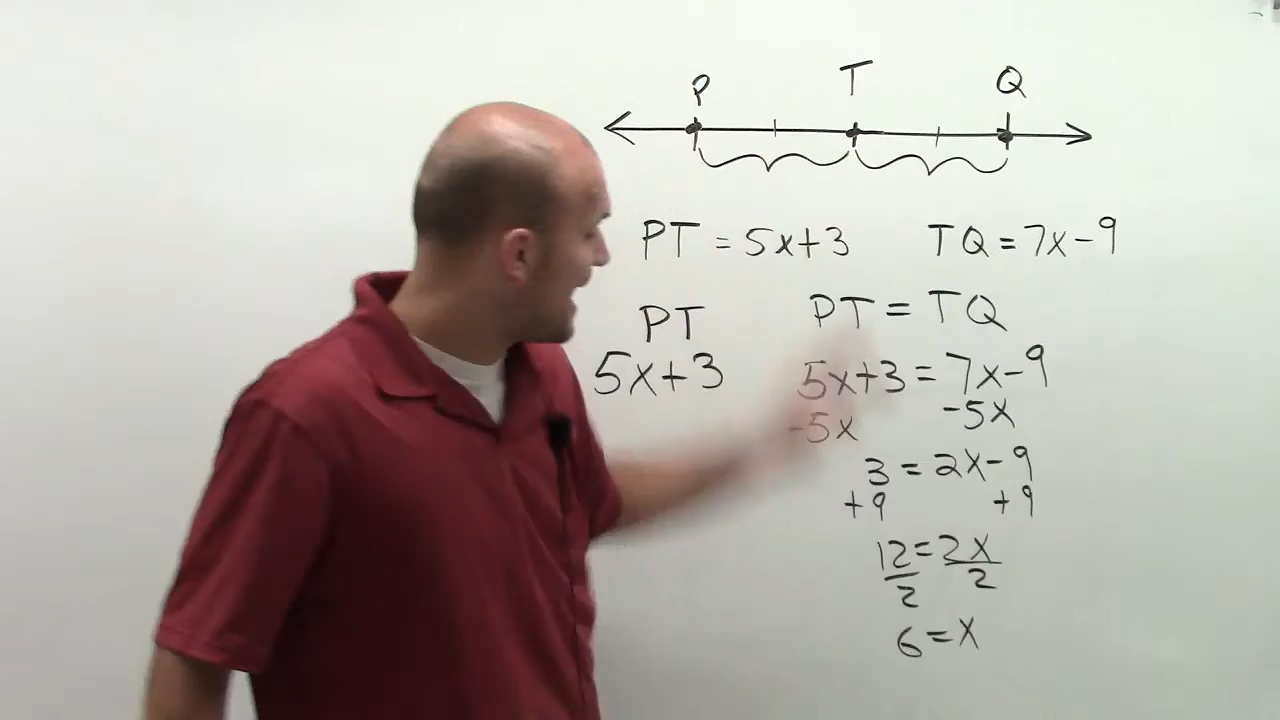 P T Q
PT = 5x+3 TQ = 7x-9
PT PT = TQ
5x+3 5x+3 = 7x-9
-5x -5x
3 = 2x-9
+9 +9
12 = 2x
2 2
6 = x